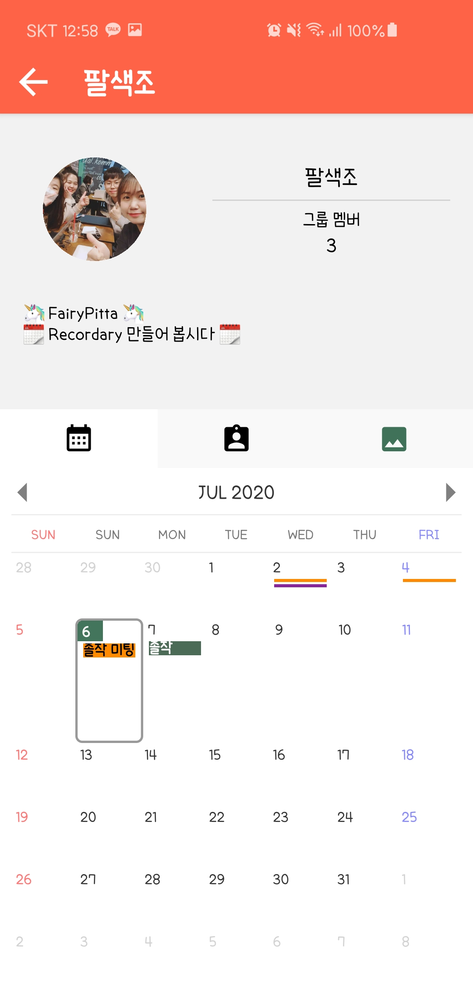 SKT 12:58 TALK 100%
팔색조
팔색조
그룹 멤버
3
🦄 FairyPitta 🦄
🗓 Recordary 만들어 봅시다 🗓
JUL 2020
SUN SUN MON TUE WED THU FRI
28 29 30 1 2 3 4
5 6 7 8 9 10 11
졸작 미팅 졸작
12 13 14 15 16 17 18
19 20 21 22 23 24 25
26 27 28 29 30 31 1
2 3 4 5 6 7 8